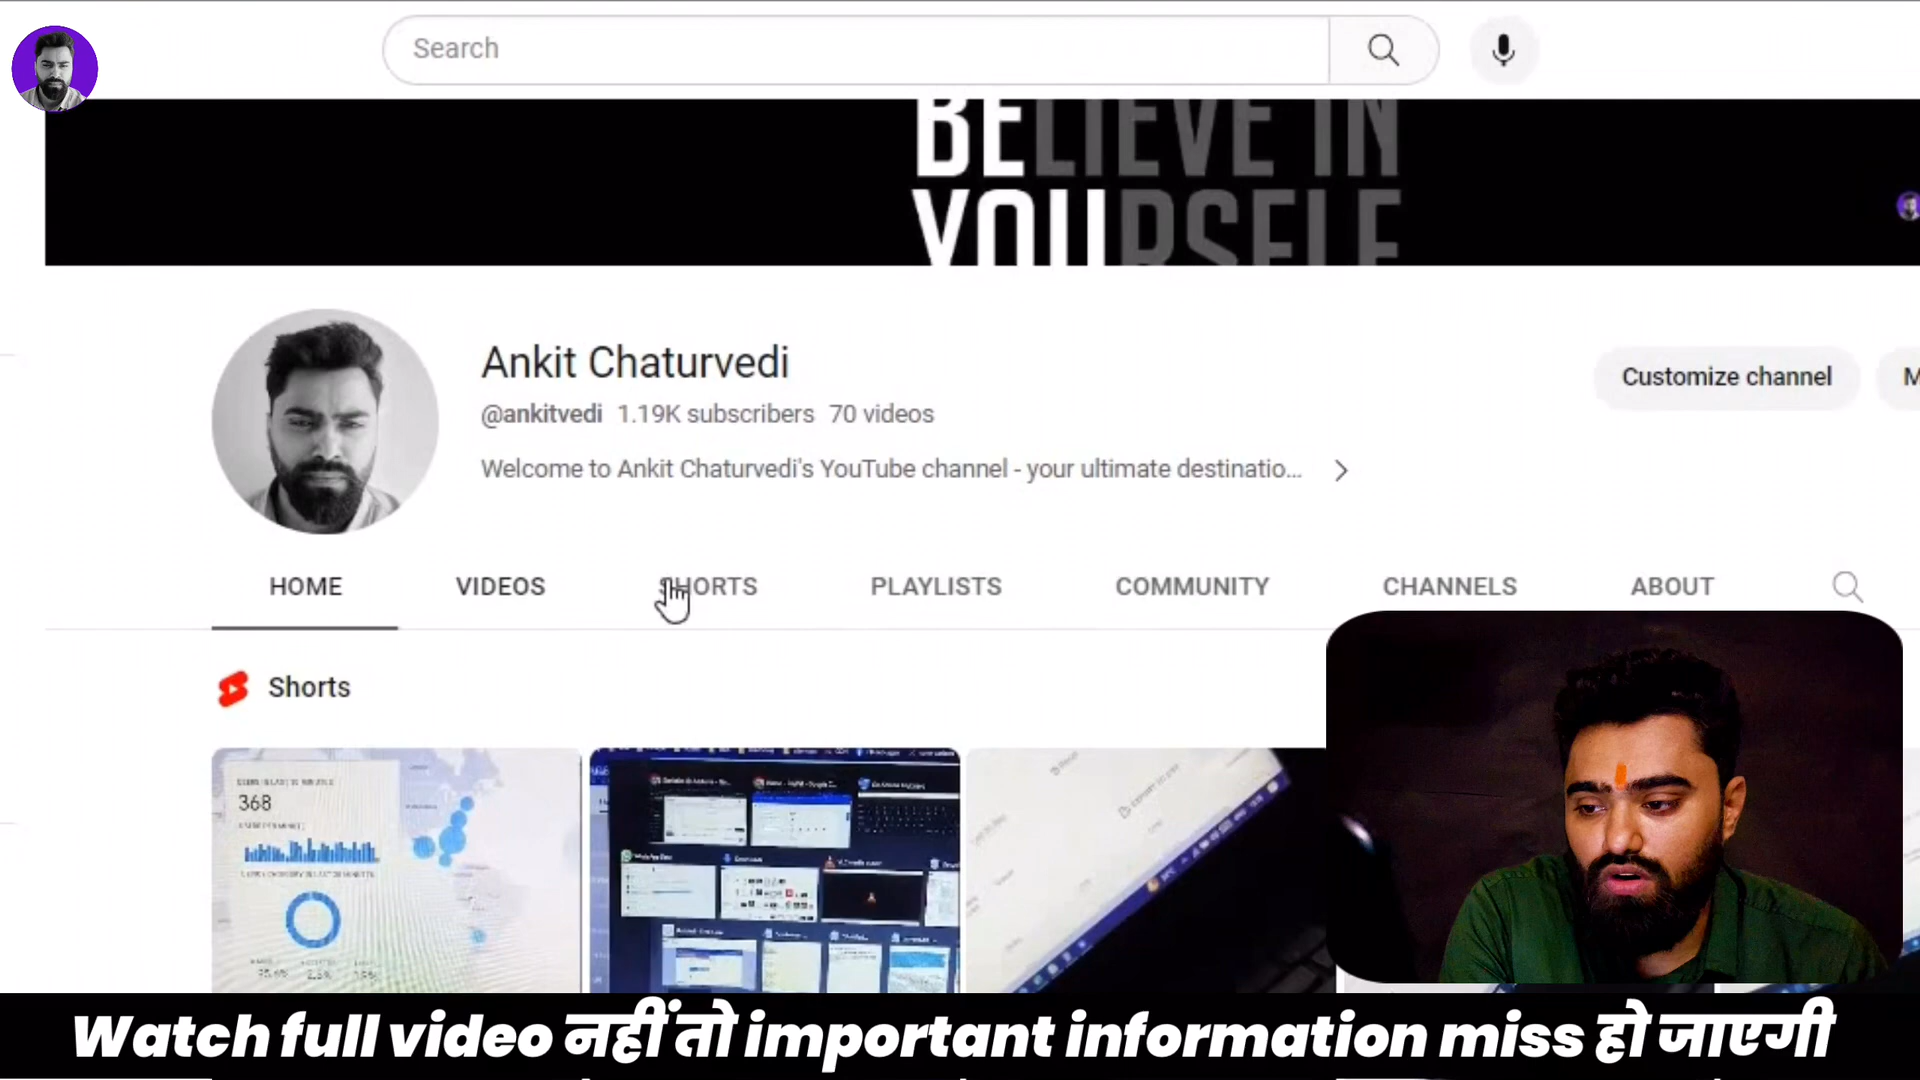 Search
BELIEVE IN
YOURSELF
Ankit Chaturvedi
@ankitvedi 1.19K subscribers 70 videos
Welcome to Ankit Chaturvedi's YouTube channel - your ultimate destinatio...
Customize channel
M
HOME VIDEOS SHORTS PLAYLISTS COMMUNITY CHANNELS ABOUT
Shorts
368
Watch full video नहीं तो important information miss हो जाएगी